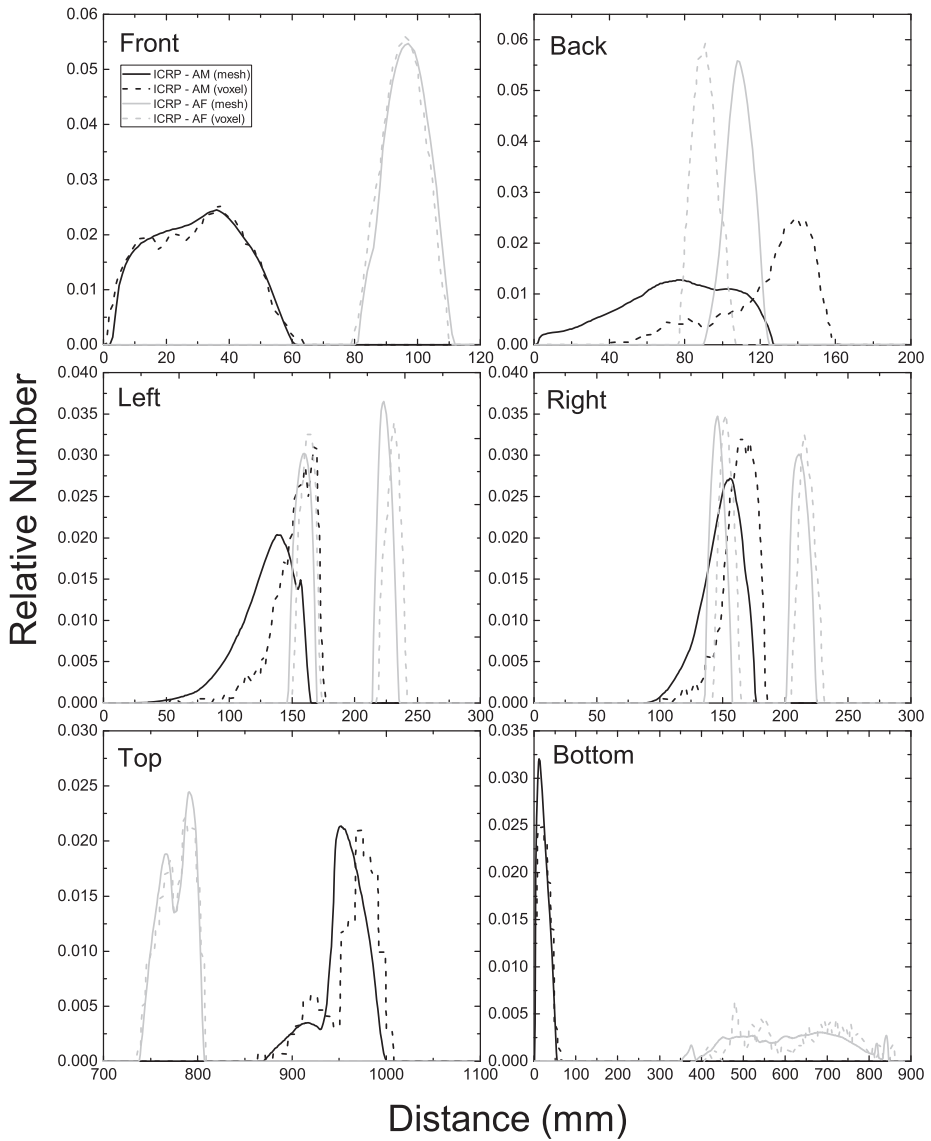 Relative Number
Front
ICRP - AM (mesh)
ICRP - AM (voxel)
ICRP - AF (mesh)
ICRP - AF (voxel)
0.06
0.05
0.04
0.03
0.02
0.01
0.00
0 20 40 60 80 100 120
Back
0.06
0.05
0.04
0.03
0.02
0.01
0.00
0 40 80 120 160 200
Left
0.040
0.035
0.030
0.025
0.020
0.015
0.010
0.005
0.000
0 50 100 150 200 250 300
Right
0.040
0.035
0.030
0.025
0.020
0.015
0.010
0.005
0.000
0 50 100 150 200 250 300
Top
0.030
0.025
0.020
0.015
0.010
0.005
0.000
700 800 900 1000 1100
Bottom
0.035
0.030
0.025
0.020
0.015
0.010
0.005
0.000
0 100 200 300 400 500 600 700 800 900
Distance (mm)